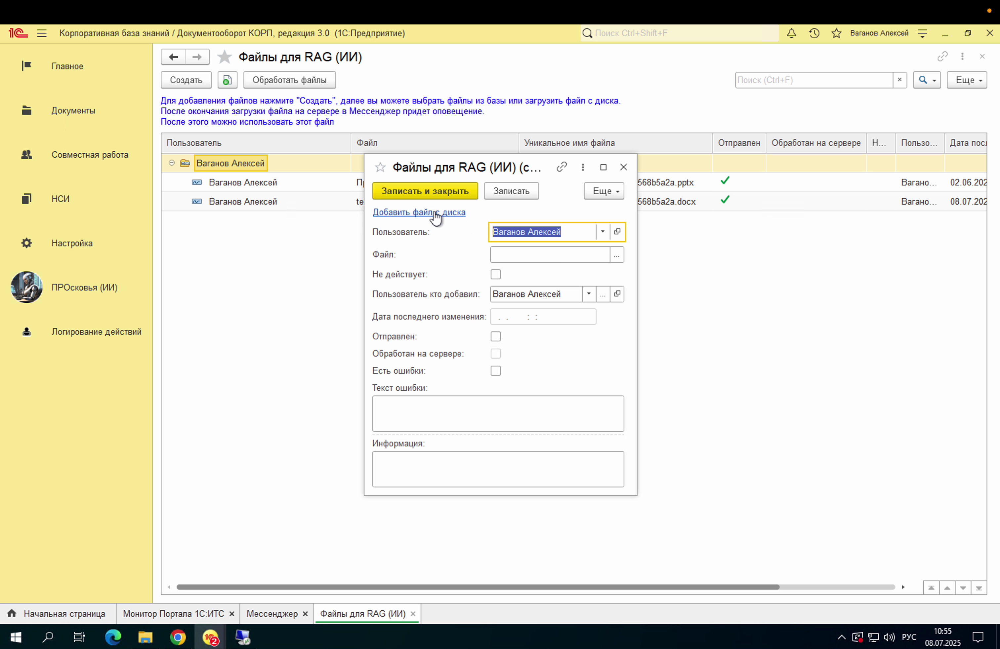 1С Корпоративная база знаний / Документооборот КОРП, редакция 3.0 (1С:Предприятие) Поиск Ctrl+Shift+F Ваганов Алексей
Главное
Документы
Совместная работа
НСИ
Настройка
ПРОсковья (ИИ)
Логирование действий
Файлы для RAG (ИИ)
Создать Обработать файлы Поиск (Ctrl+F) × Еще
Для добавления файлов нажмите "Создать", далее вы можете выбрать файлы из базы или загрузить файл с диска.
После окончания загрузки файла на сервере в Мессенджер придет оповещение.
После этого можно использовать этот файл
Пользователь Файл Уникальное имя файла Отправлен Обработан на сервере Н... Пользо... Дата посл
Ваганов Алексей
Ваганов Алексей 568b5a2a.pptx Вагано... 02.06.202
Ваганов Алексей te 568b5a2a.docx Вагано... 08.07.202
Файлы для RAG (ИИ) (с...
Записать и закрыть Записать Еще
Добавить файл с диска
Пользователь: Ваганов Алексей
Файл: ...
Не действует:
Пользователь кто добавил: Ваганов Алексей ...
Дата последнего изменения: . . : :
Отправлен:
Обработан на сервере:
Есть ошибки:
Текст ошибки:
Информация:
Начальная страница Монитор Портала 1С:ИТС × Мессенджер × Файлы для RAG (ИИ) ×
2 РУС 10:55
08.07.2025